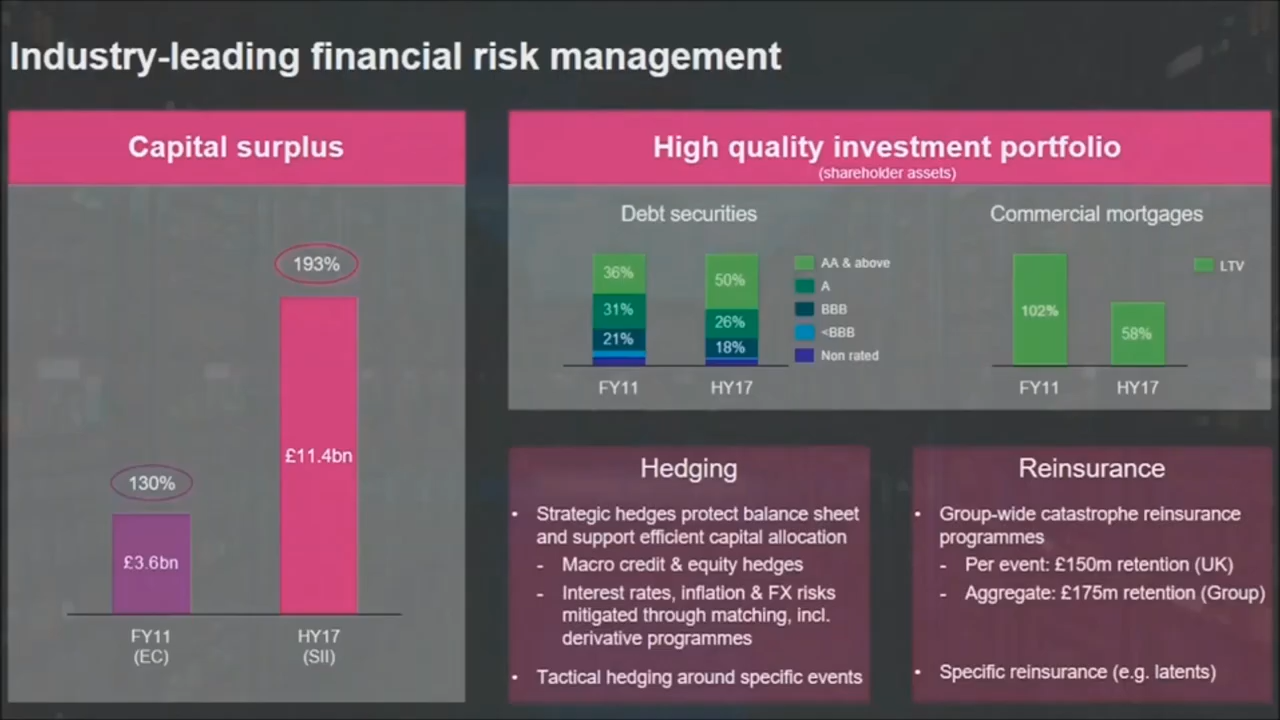 Industry-leading financial risk management
Capital surplus
193%
£11.4bn
130%
£3.6bn
FY11
(EC)
HY17
(SII)
High quality investment portfolio
(shareholder assets)
Debt securities
36%
31%
21%
50%
26%
18%
FY11
HY17
AA & above
A
BBB
<BBB
Non rated
Commercial mortgages
102%
58%
FY11
HY17
LTV
Hedging
• Strategic hedges protect balance sheet
and support efficient capital allocation
- Macro credit & equity hedges
- Interest rates, inflation & FX risks
mitigated through matching, incl.
derivative programmes
• Tactical hedging around specific events
Reinsurance
• Group-wide catastrophe reinsurance
programmes
- Per event: £150m retention (UK)
- Aggregate: £175m retention (Group)
• Specific reinsurance (e.g. latents)